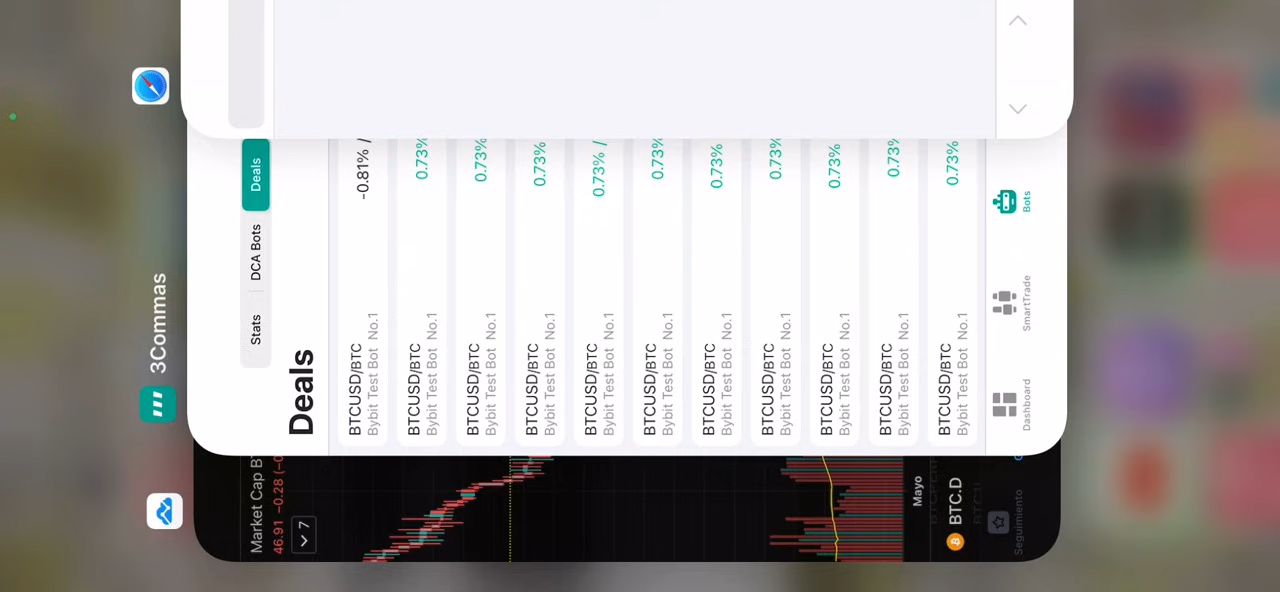 3Commas
Stats
DCA Bots
Deals
Deals
BTCUSD/BTC
Bybit Test Bot No.1
-0.81% /
BTCUSD/BTC
Bybit Test Bot No.1
0.73%
BTCUSD/BTC
Bybit Test Bot No.1
0.73%
BTCUSD/BTC
Bybit Test Bot No.1
0.73%
BTCUSD/BTC
Bybit Test Bot No.1
0.73% /
BTCUSD/BTC
Bybit Test Bot No.1
0.73%
BTCUSD/BTC
Bybit Test Bot No.1
0.73%
BTCUSD/BTC
Bybit Test Bot No.1
0.73%
BTCUSD/BTC
Bybit Test Bot No.1
0.73%
BTCUSD/BTC
Bybit Test Bot No.1
0.73%
BTCUSD/BTC
Bybit Test Bot No.1
0.73%
Dashboard
SmartTrade
Bots
Market Cap
46.91 −0.28
7
Mayo
BTC.D
Seguimiento